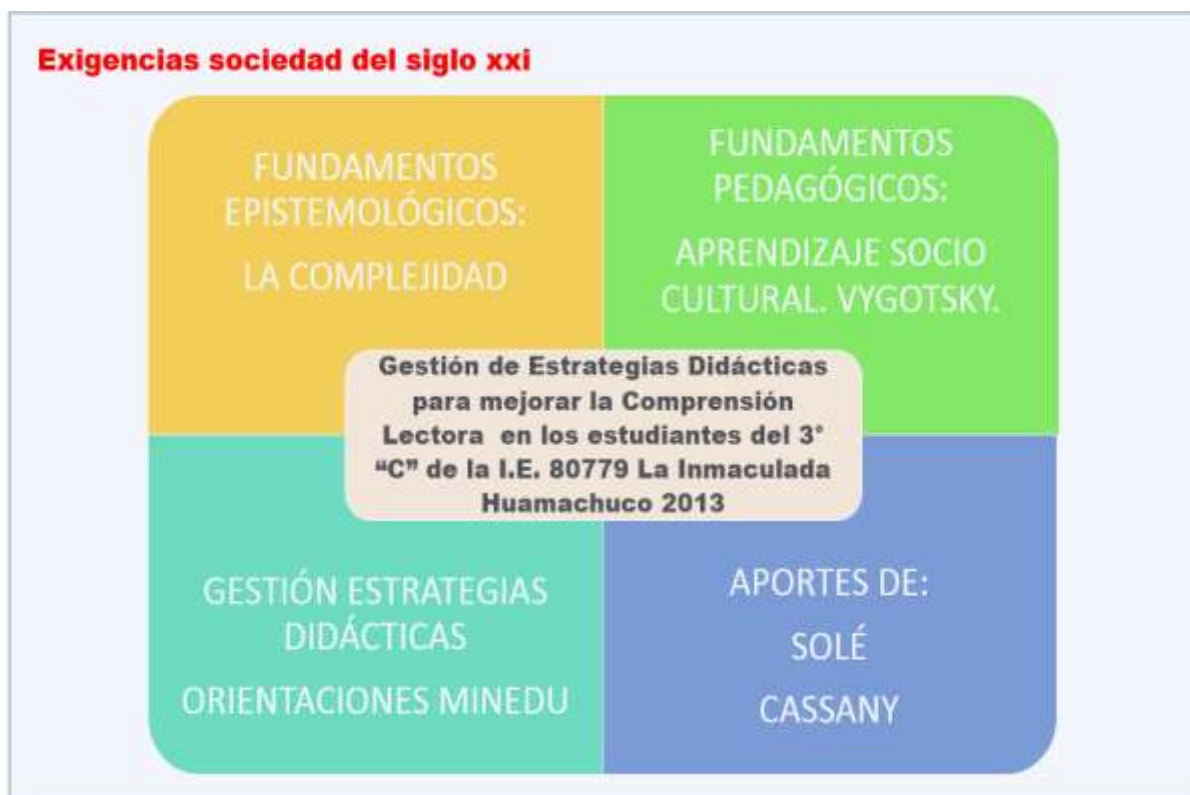 Exigencias sociedad del siglo xxi
FUNDAMENTOS
EPISTEMOLÓGICOS:
LA COMPLEJIDAD
FUNDAMENTOS
PEDAGÓGICOS:
APRENDIZAJE SOCIO
CULTURAL. VYGOTSKY.
Gestión de Estrategias Didácticas
para mejorar la Comprensión
Lectora en los estudiantes del 3°
“C” de la I.E. 80779 La Inmaculada
Huamachuco 2013
GESTIÓN ESTRATEGIAS
DIDÁCTICAS
ORIENTACIONES MINEDU
APORTES DE:
SOLÉ
CASSANY